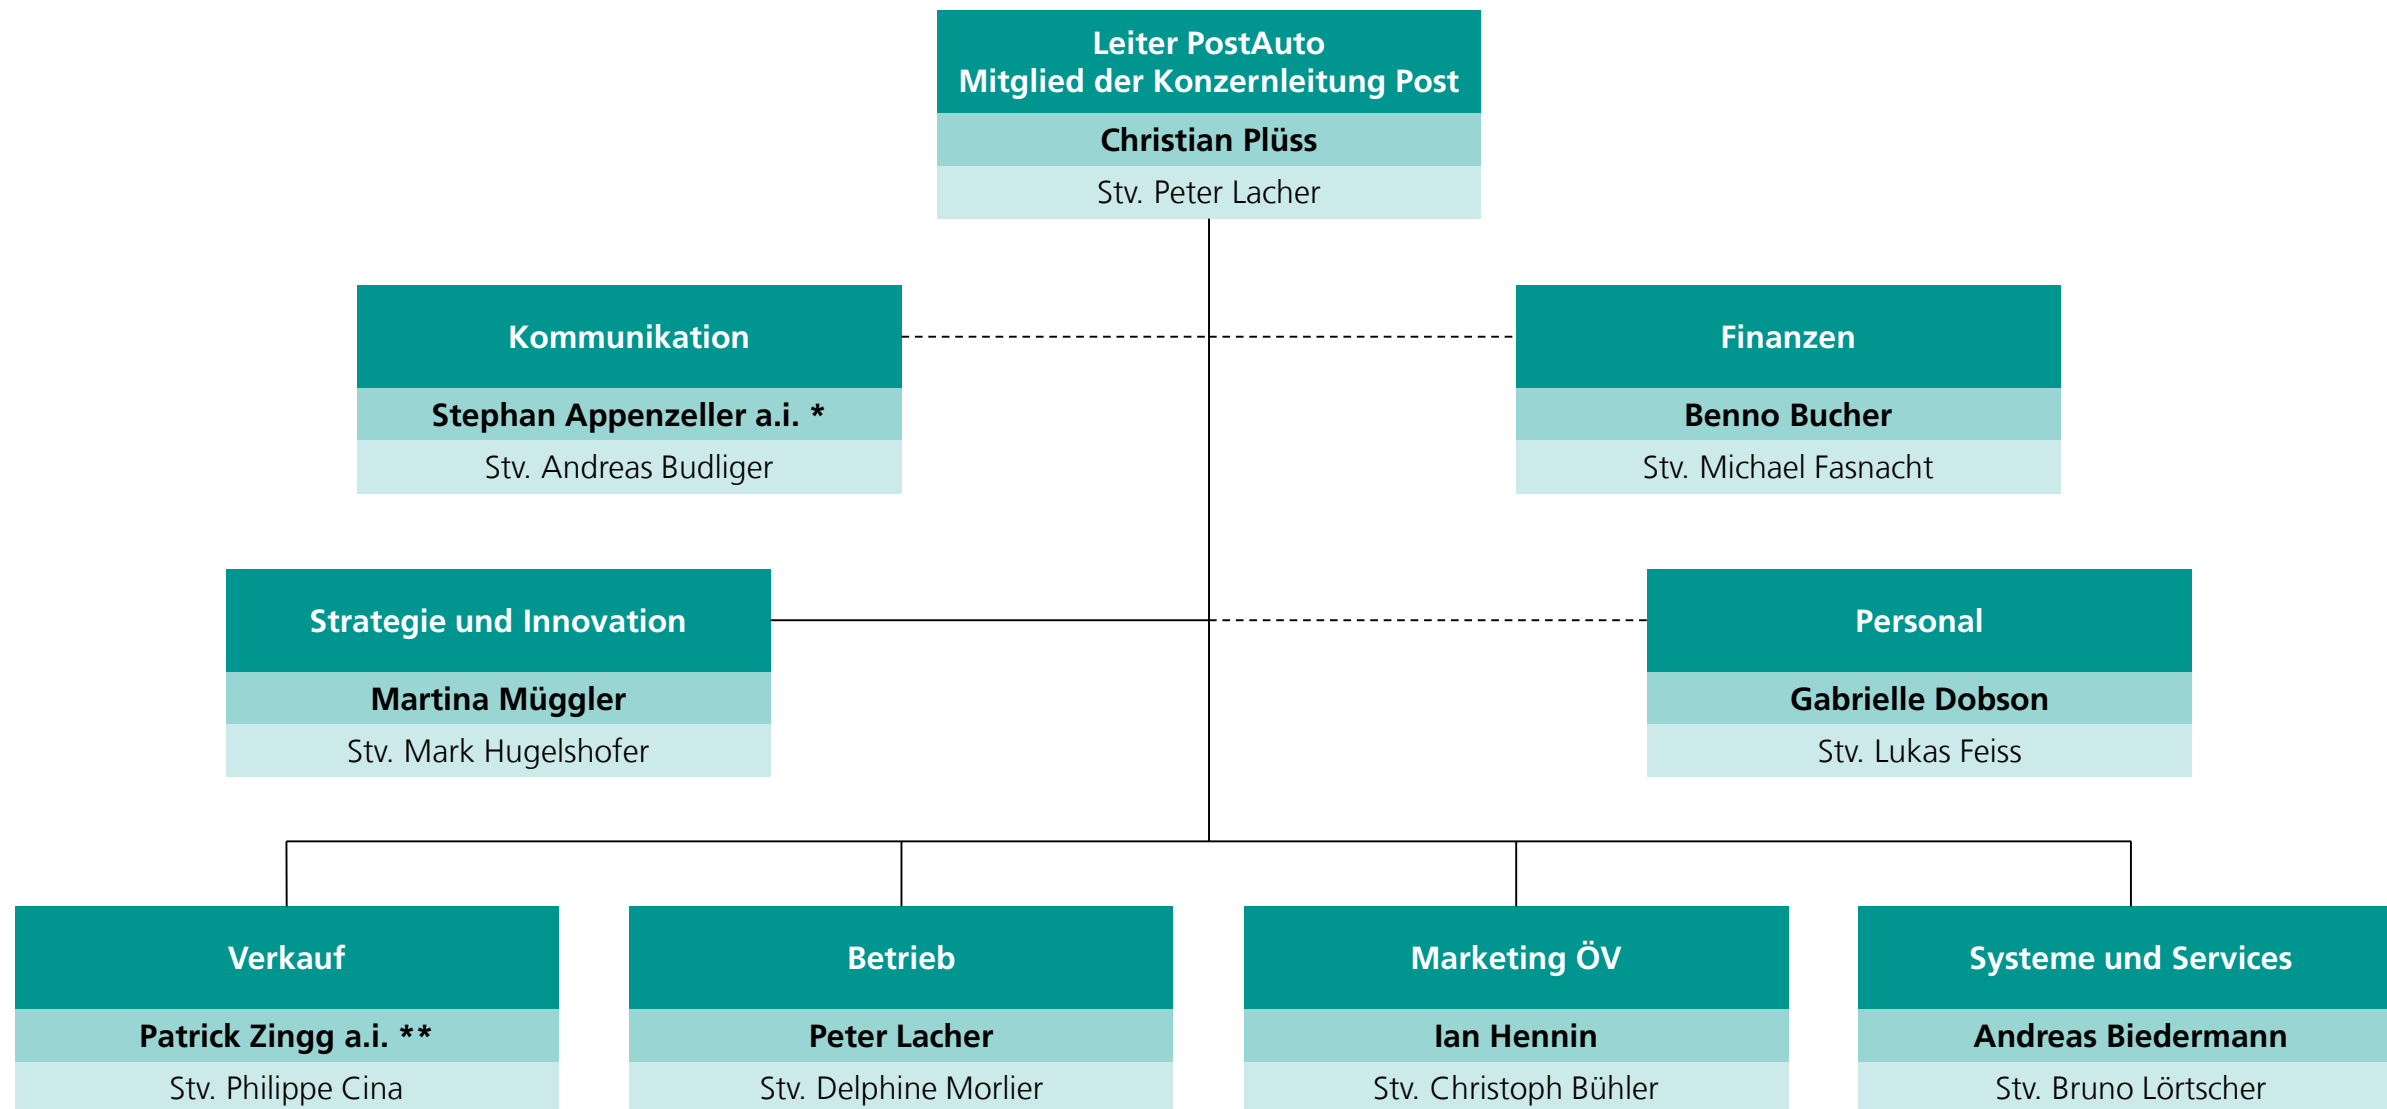 Leiter PostAuto
Mitglied der Konzernleitung Post
Christian Plüss
Stv. Peter Lacher
Kommunikation
Stephan Appenzeller a.i. *
Stv. Andreas Budliger
Finanzen
Benno Bucher
Stv. Michael Fasnacht
Strategie und Innovation
Martina Müggler
Stv. Mark Hugelshofer
Personal
Gabrielle Dobson
Stv. Lukas Feiss
Verkauf
Patrick Zingg a.i. **
Stv. Philippe Cina
Betrieb
Peter Lacher
Stv. Delphine Morlier
Marketing ÖV
Ian Hennin
Stv. Christoph Bühler
Systeme und Services
Andreas Biedermann
Stv. Bruno Lörtscher